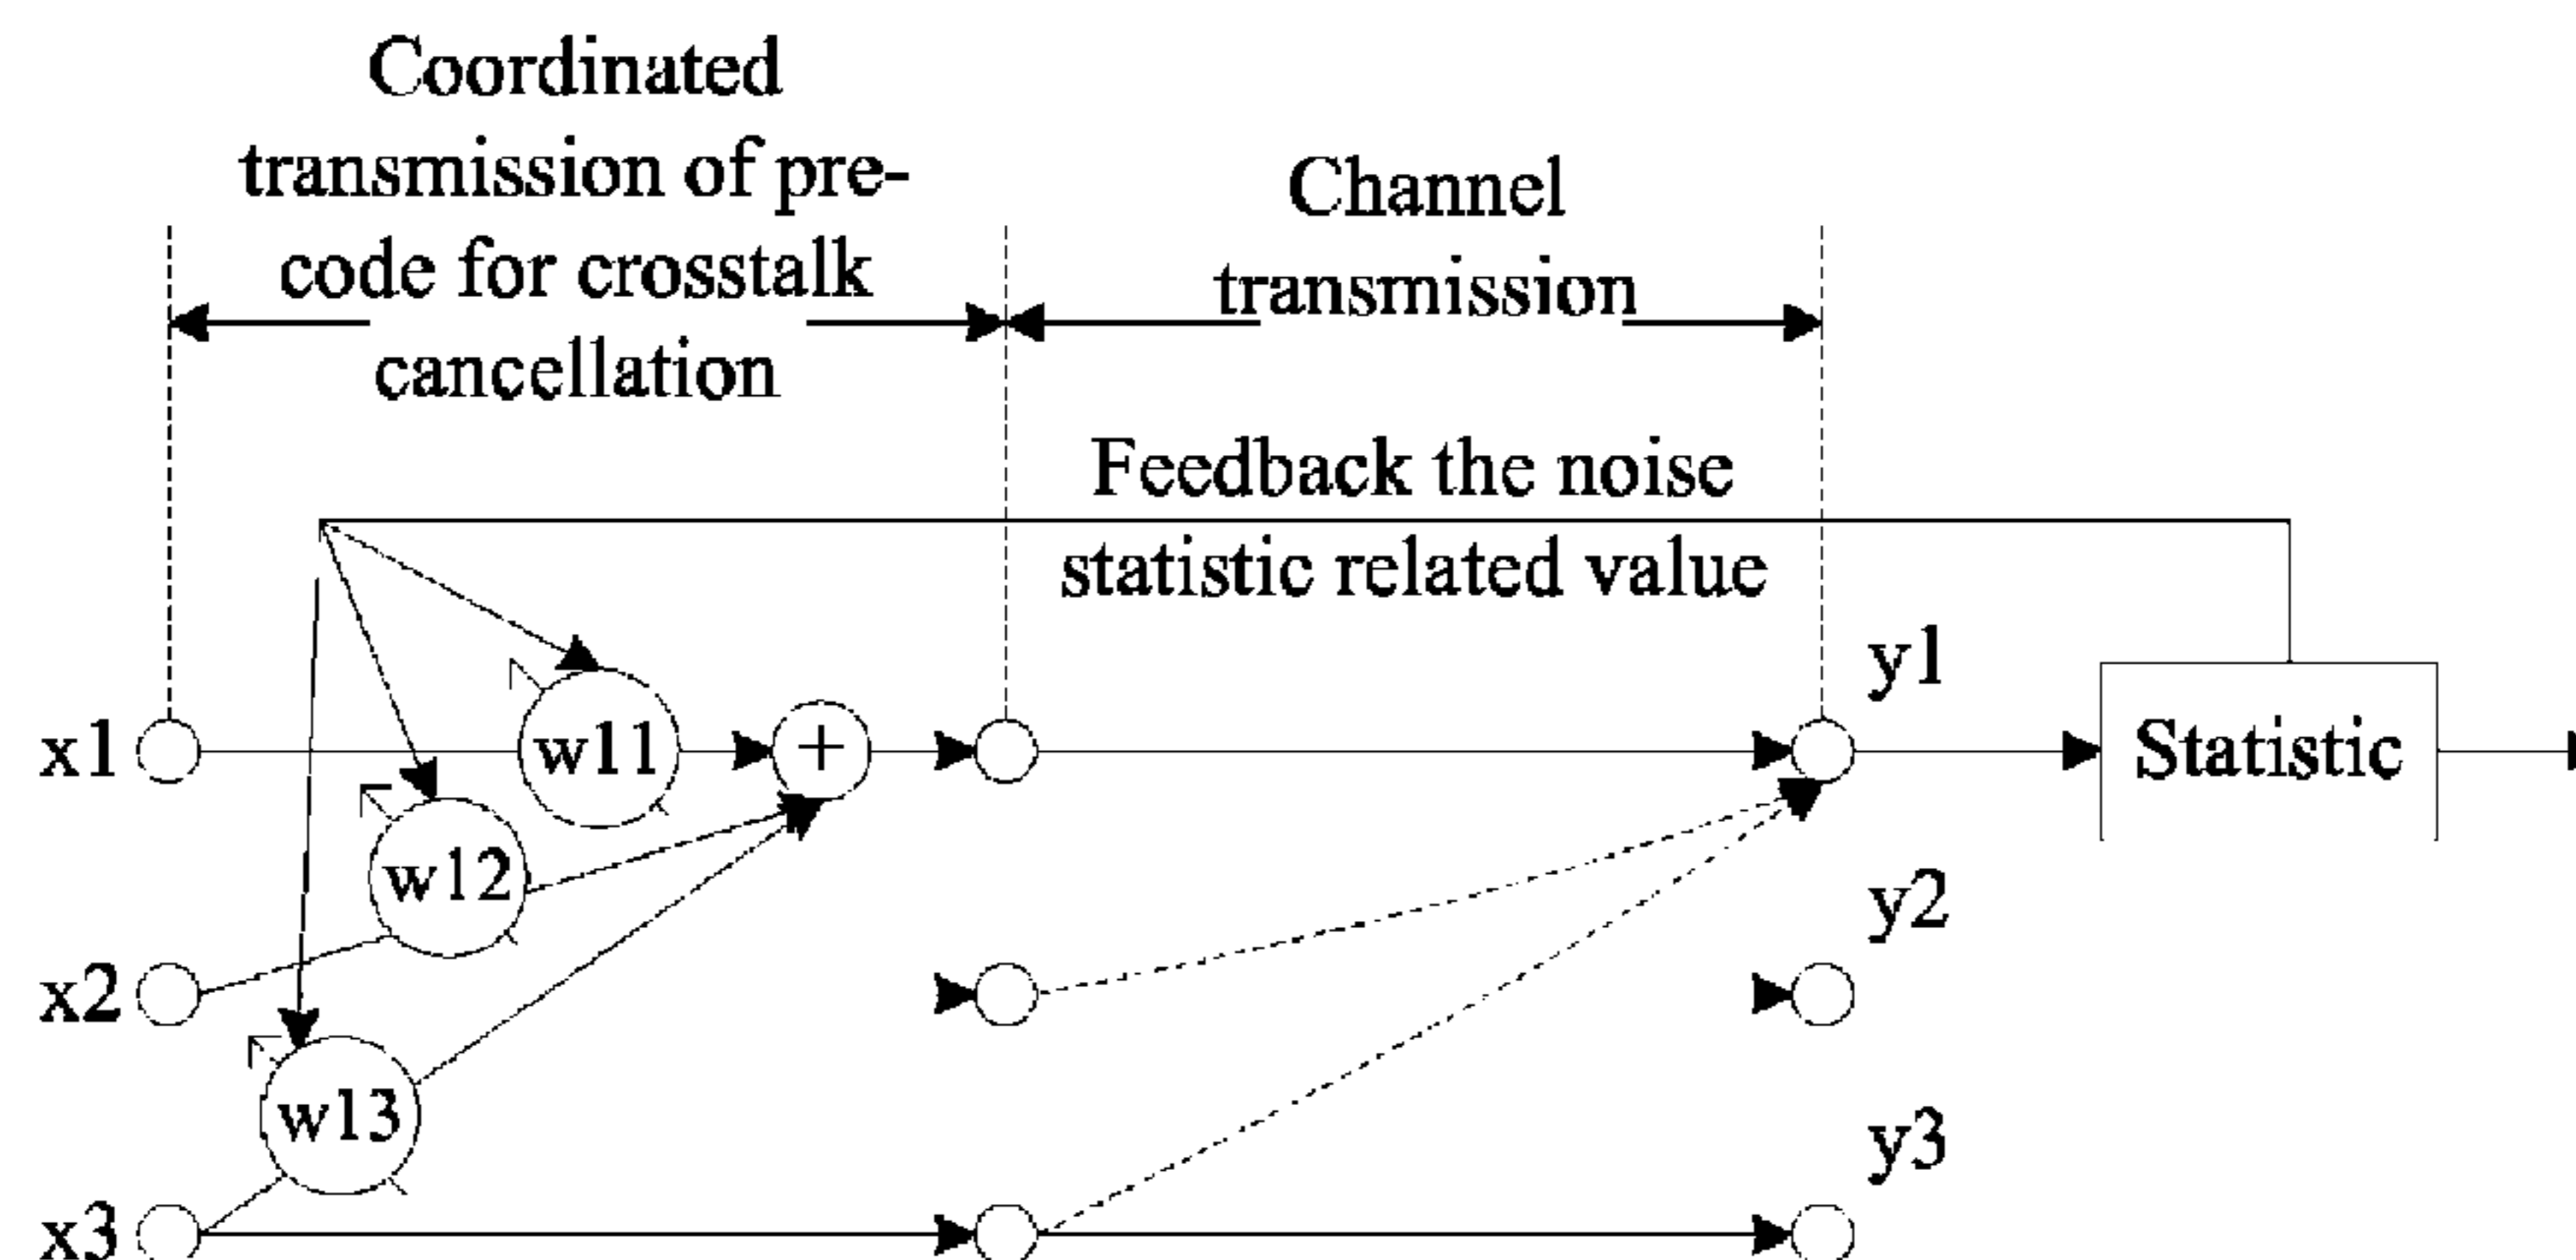 Coordinated
transmission of pre-
code for crosstalk
cancellation
Channel
transmission
Feedback the noise
statistic related value
y1
x1
w11
+
Statistic
w12
y2
x2
w13
y3
x3